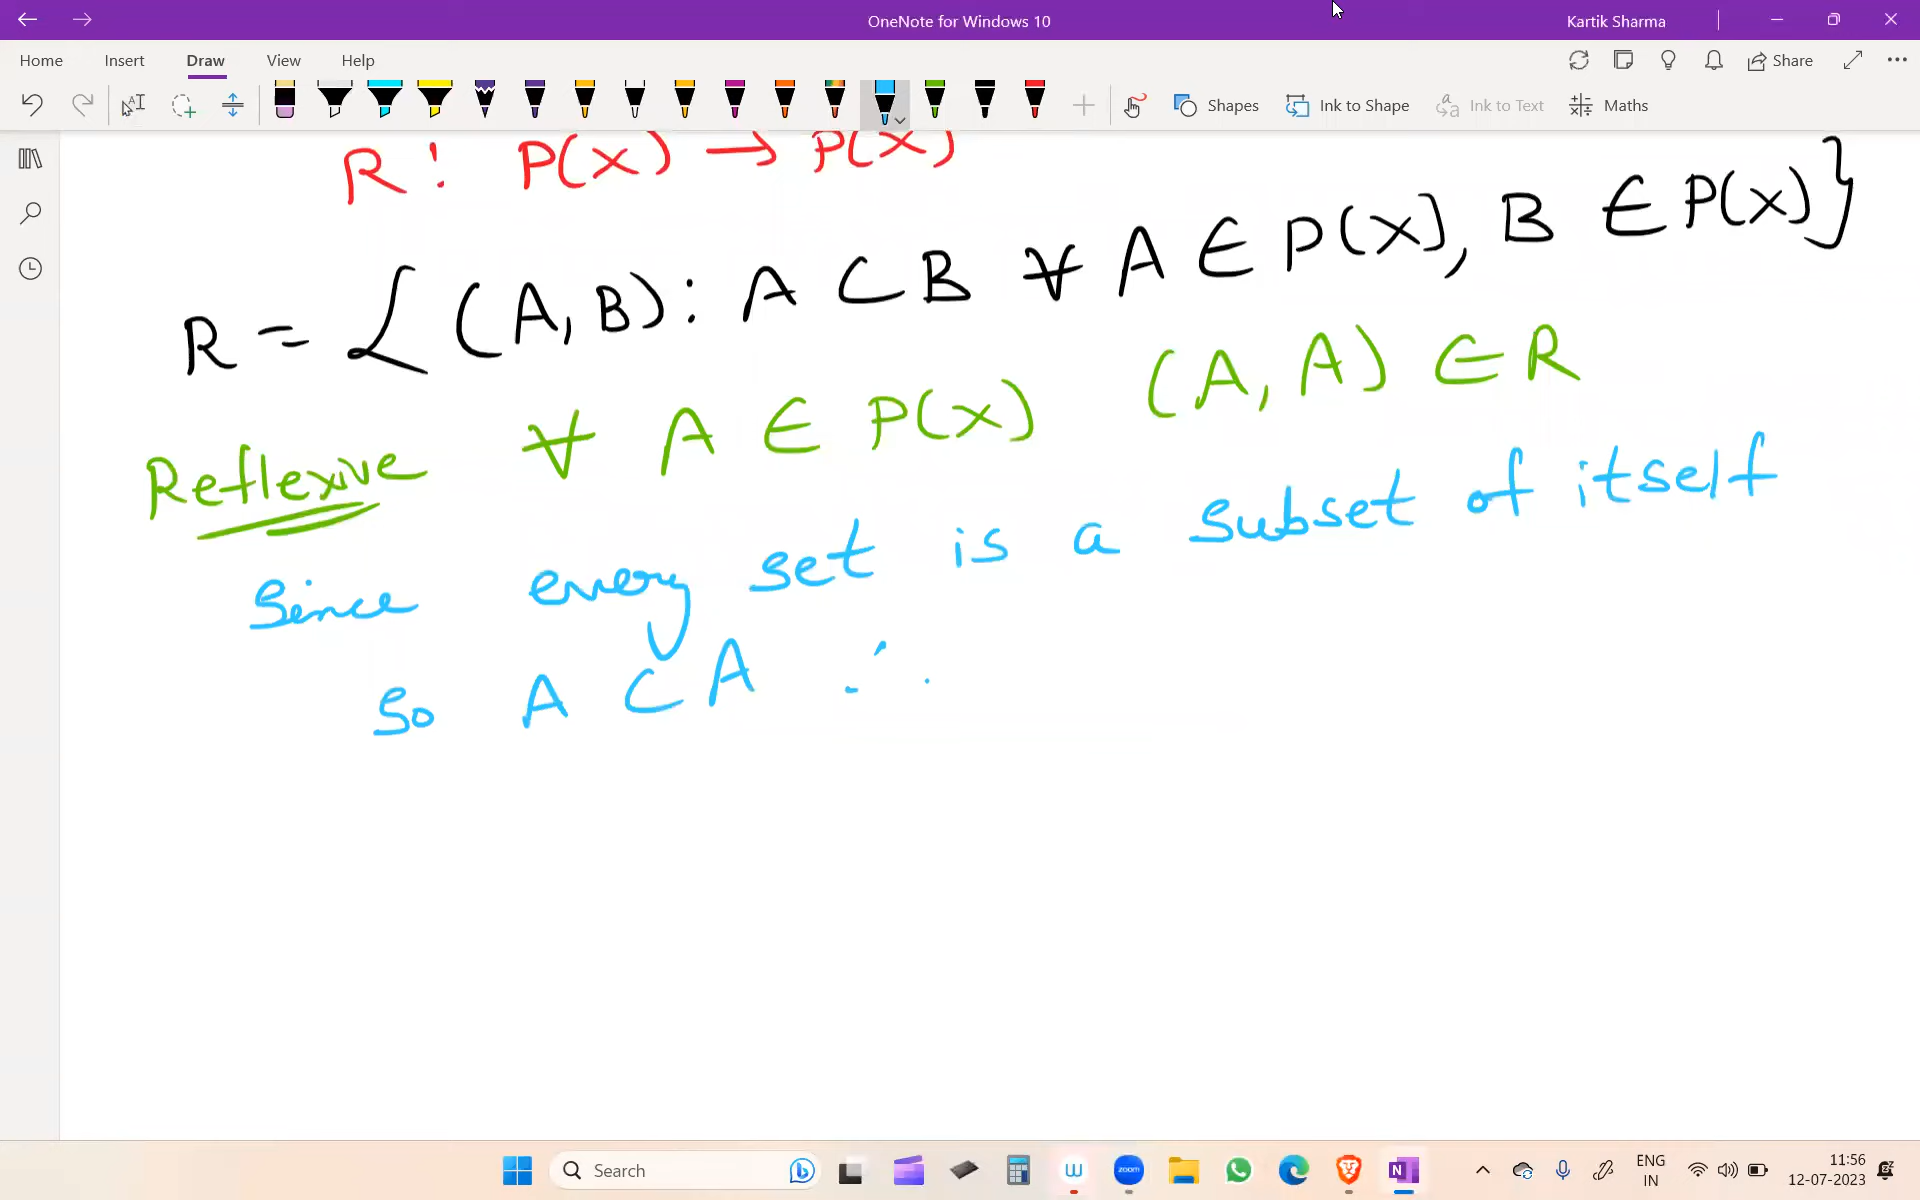 OneNote for Windows 10
Kartik Sharma
Home Insert Draw View Help
Share
Shapes Ink to Shape Ink to Text Maths
R: P(X) → P(X)
R = {(A,B): A ⊂ B ∀ A ∈ P(X), B ∈ P(X)}
Reflexive ∀ A ∈ P(X) (A, A) ∈ R
Since every set is a subset of itself
So A ⊂ A ∴
Search
zoom
ENG
IN
11:56
12-07-2023